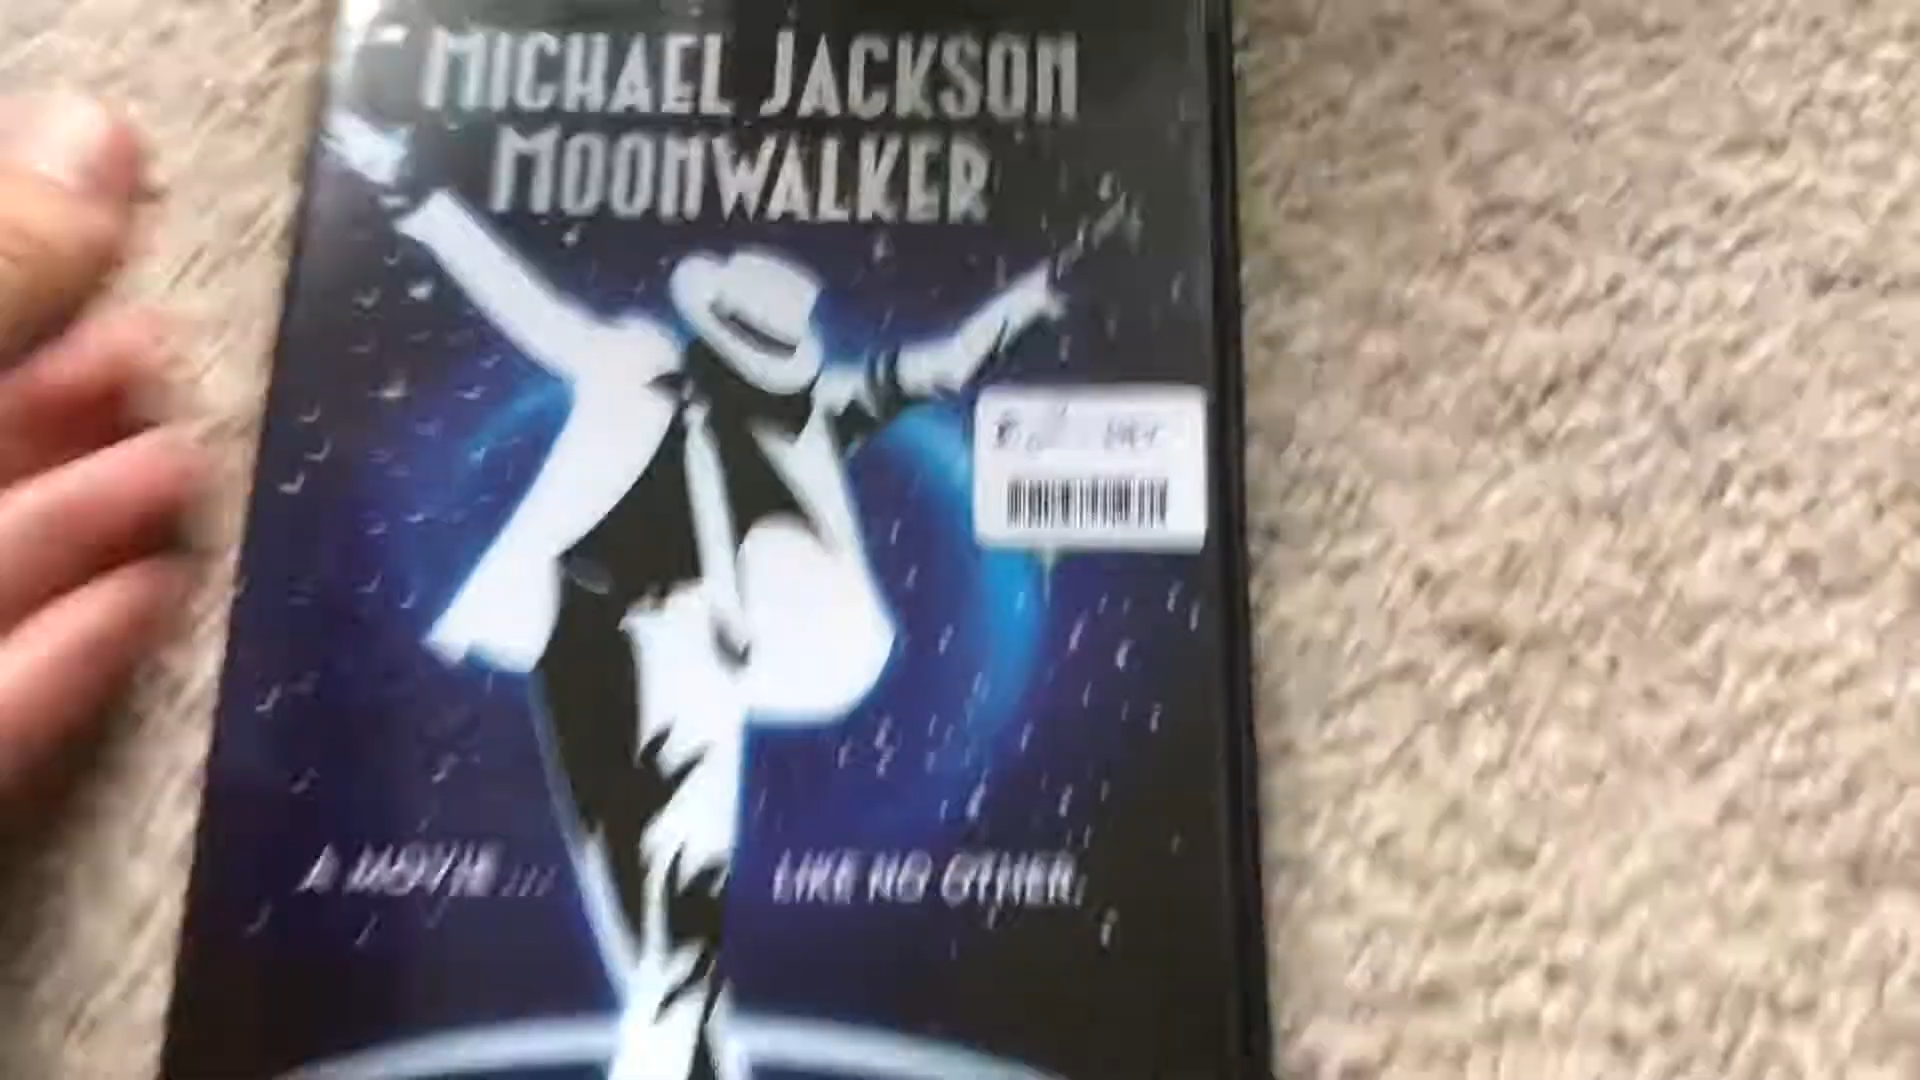 MICHAEL JACKSON
MOONWALKER
A MOVIE...
LIKE NO OTHER.